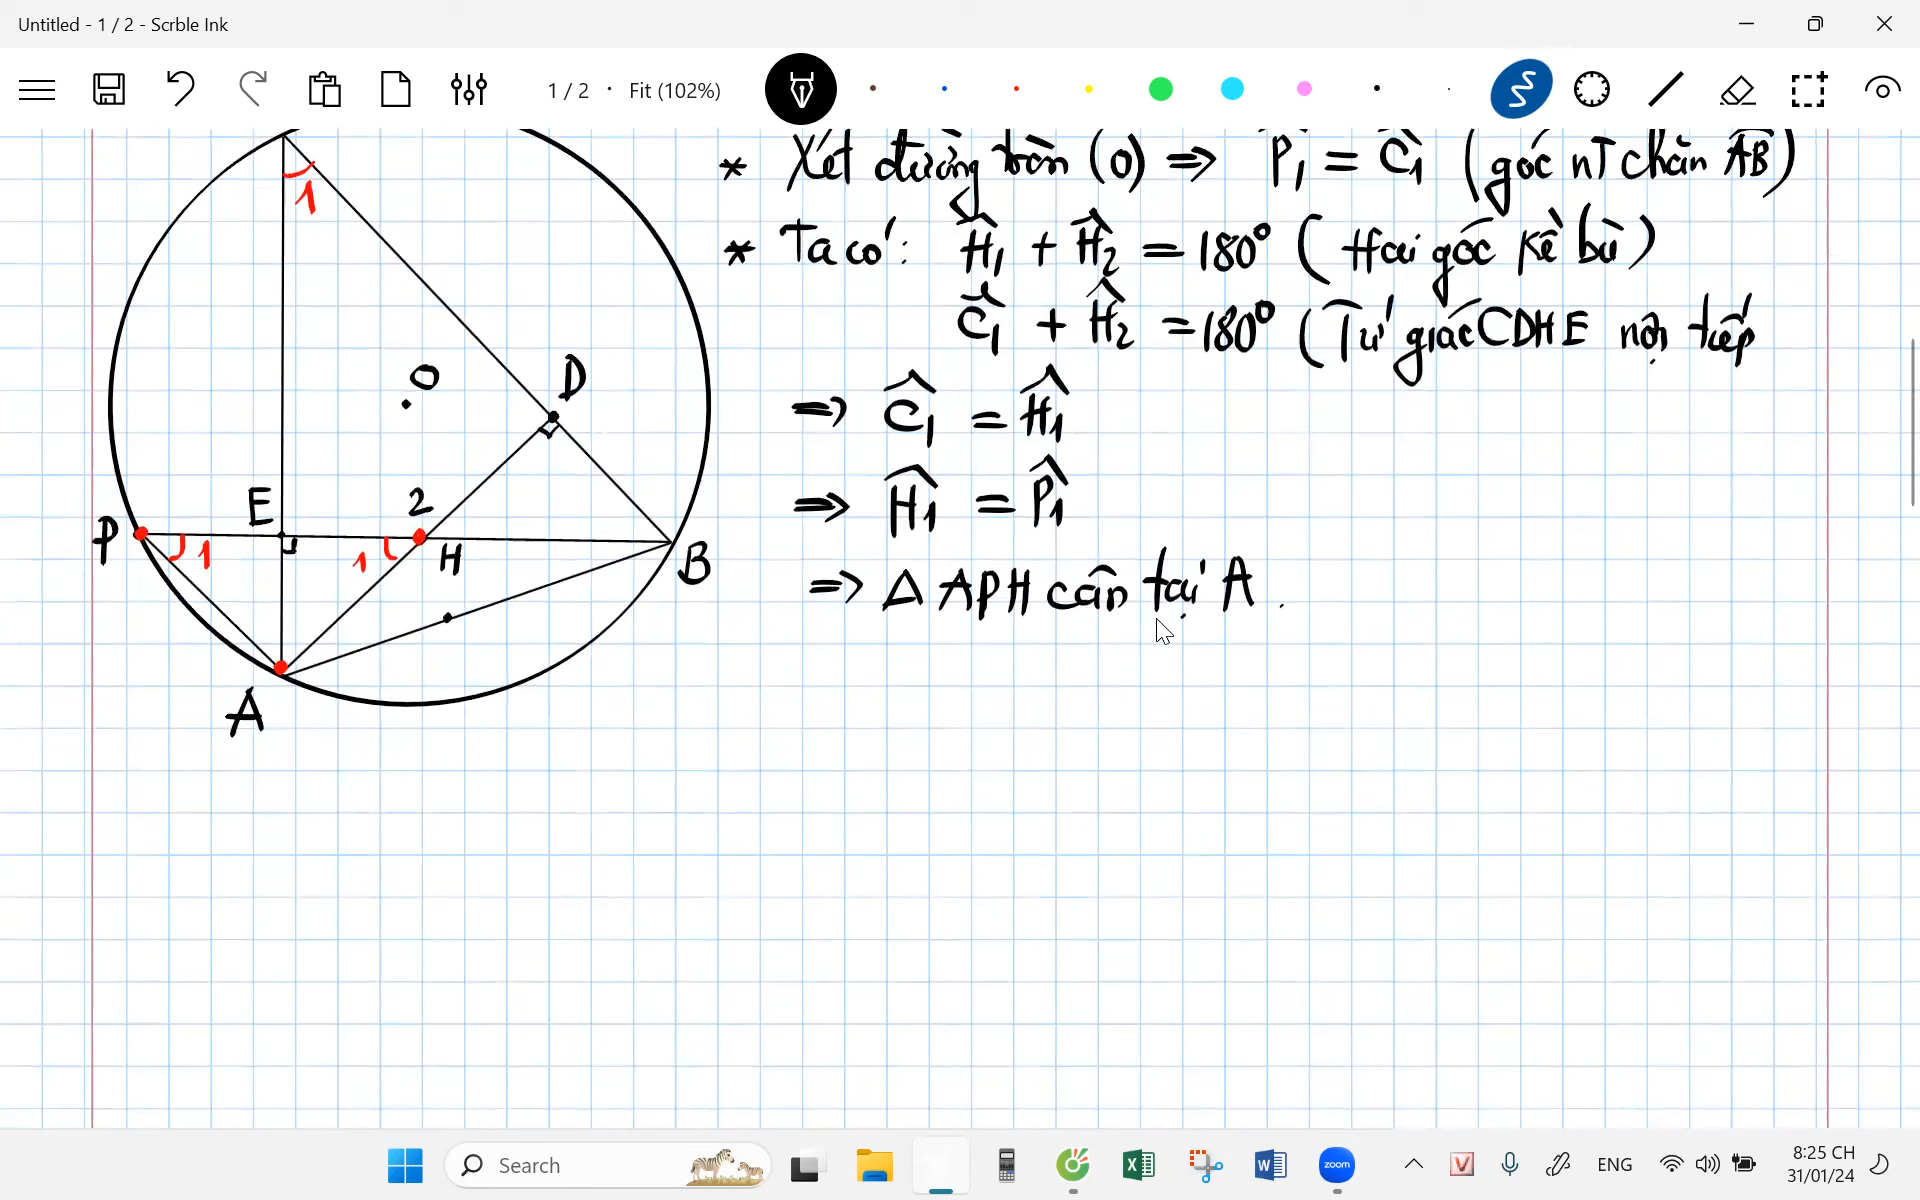 Untitled - 1 / 2 - Scrble Ink
1 / 2 · Fit (102%)
* Xét đường tròn (O) ⇒ P̂₁ = Ĉ₁ (góc nT chắn AB)
* Ta có: Ĥ₁ + Ĥ₂ = 180° (Hai góc kề bù)
Ĉ₁ + Ĥ₂ = 180° (Tứ giác CDHE nội tiếp
⇒ Ĉ₁ = Ĥ₁
⇒ Ĥ₁ = P̂₁
⇒ Δ APH cân tại A.
1
O
D
E
2
P
1
1
H
B
A
Search
zoom
ENG
8:25 CH
31/01/24